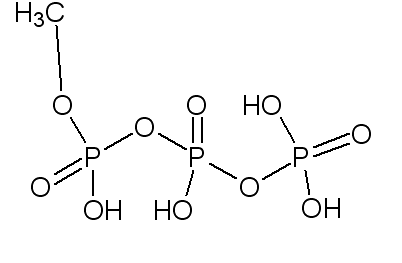 H3C
O O HO
O O
P P P
O O
OH HO OH